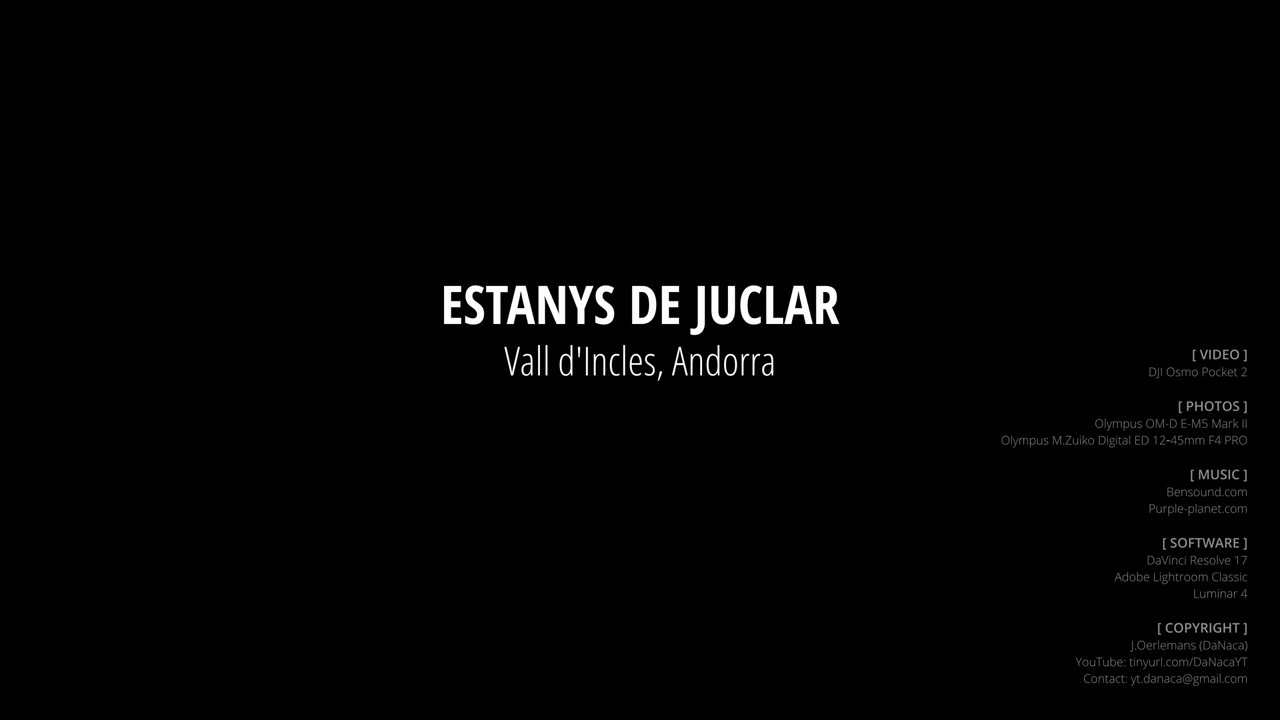 ESTANYS DE JUCLAR
Vall d'Incles, Andorra
[ VIDEO ]
DJI Osmo Pocket 2
[ PHOTOS ]
Olympus OM-D E-M5 Mark II
Olympus M.Zuiko Digital ED 12-45mm F4 PRO
[ MUSIC ]
Bensound.com
Purple-planet.com
[ SOFTWARE ]
DaVinci Resolve 17
Adobe Lightroom Classic
Luminar 4
[ COPYRIGHT ]
J.Oerlemans (DaNaca)
YouTube: tinyurl.com/DaNacaYT
Contact: yt.danaca@gmail.com